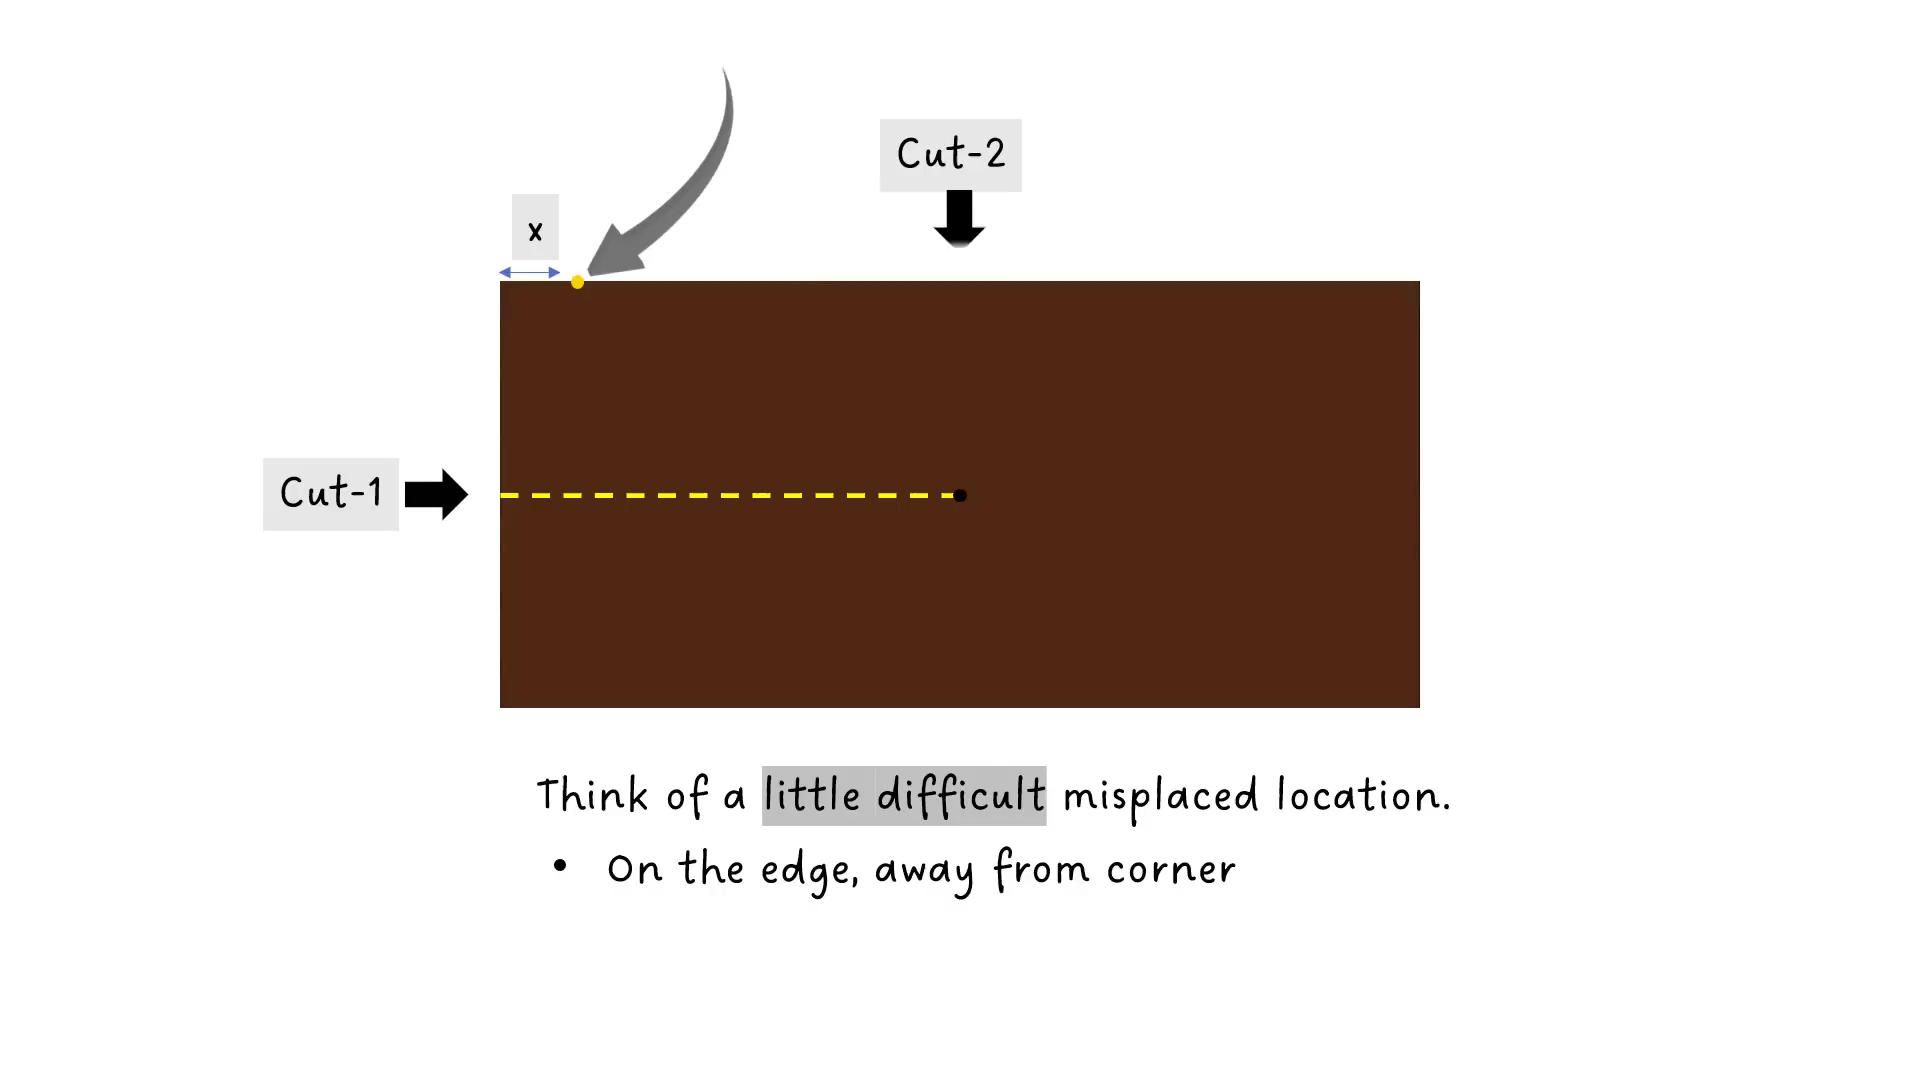 Cut-2
x
Cut-1
Think of a little difficult misplaced location.
• On the edge, away from corner